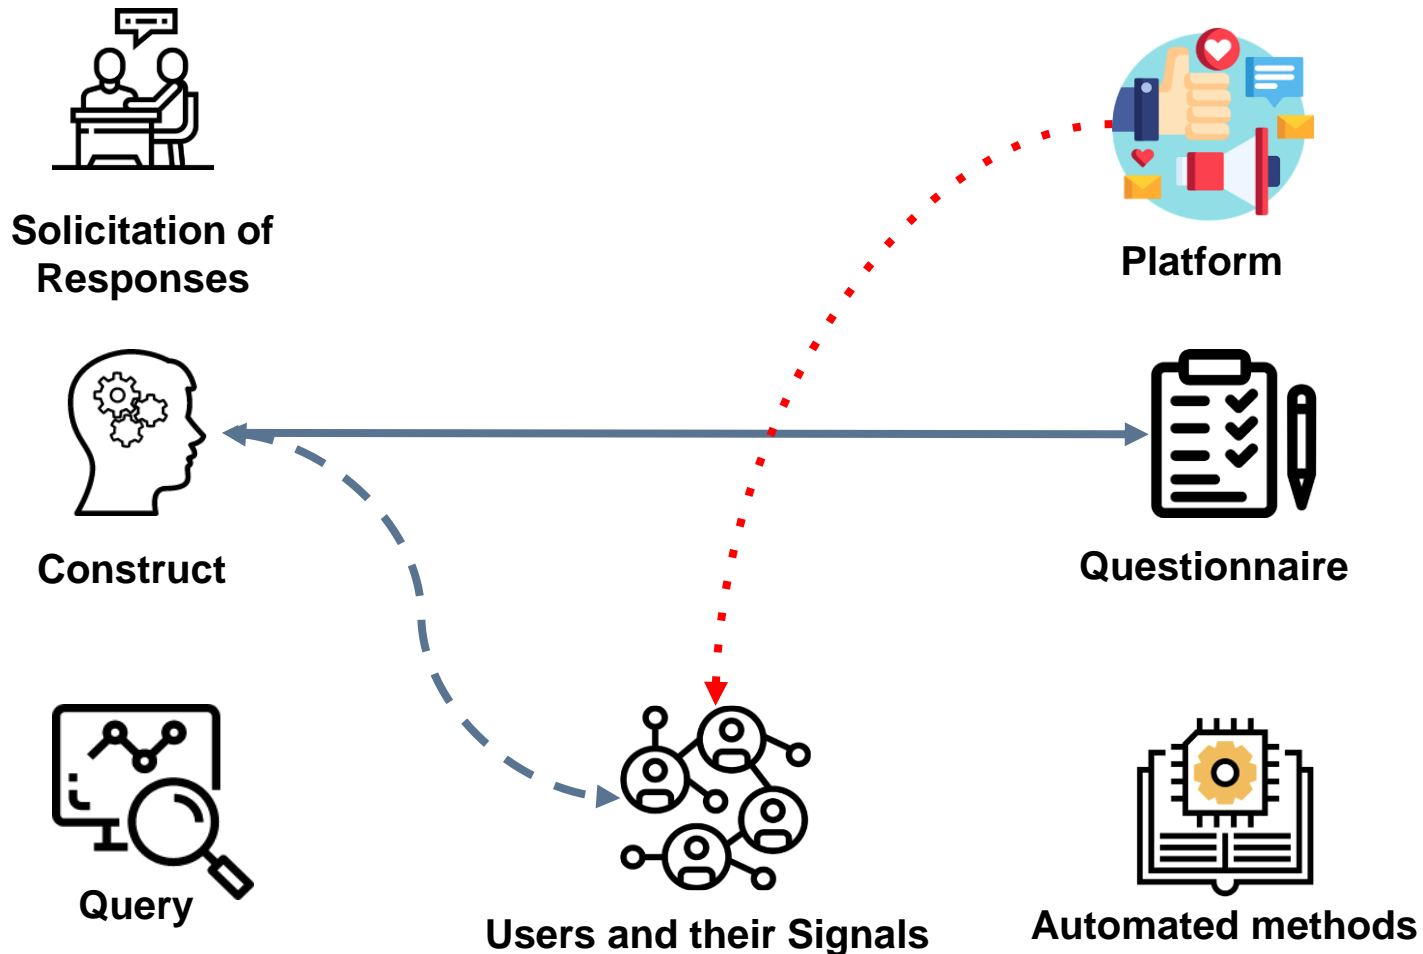 Solicitation of
Responses
Platform
Construct
Questionnaire
Query
Users and their Signals
Automated methods